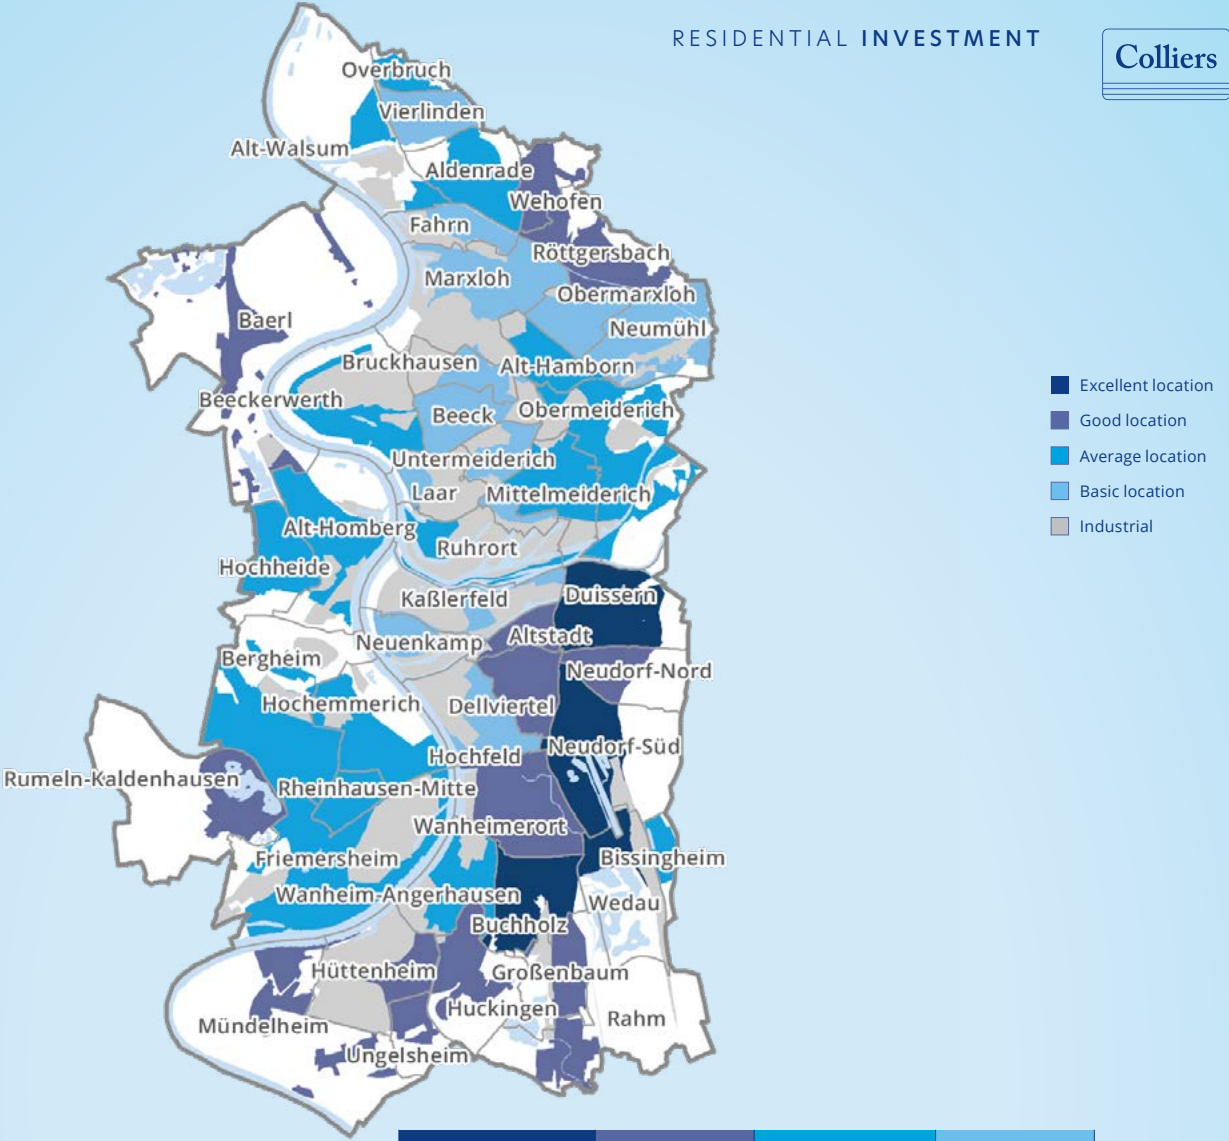 RESIDENTIAL INVESTMENT
Colliers
Overbruch
Vierlinden
Alt-Walsum
Aldenrade
Wehofen
Fahrn
Röttgersbach
Marxloh
Obermarxloh
Baerl
Neumühl
Bruckhausen
Alt-Hamborn
Excellent location
Beeckerwerth
Beeck
Obermeiderich
Good location
Untermeiderich
Average location
Laar
Mittelmeiderich
Basic location
Alt-Homberg
Industrial
Ruhrort
Hochheide
Kaßlerfeld
Duissern
Neuenkamp
Altstadt
Bergheim
Neudorf-Nord
Hochemmerich
Dellviertel
Neudorf-Süd
Hochfeld
Rumeln-Kaldenhausen
Rheinhausen-Mitte
Wanheimerort
Friemersheim
Bissingheim
Wanheim-Angerhausen
Wedau
Buchholz
Hüttenheim
Großenbaum
Huckingen
Rahm
Mündelheim
Ungelsheim